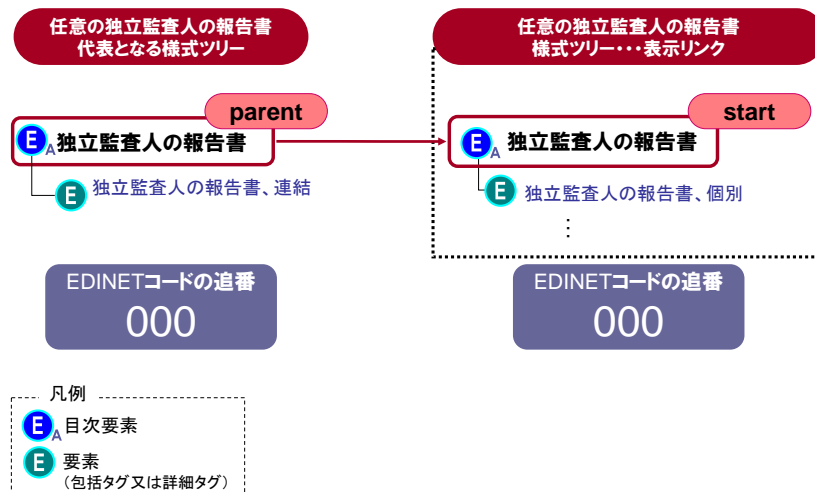 任意の独立監査人の報告書
代表となる様式ツリー
parent
E A 独立監査人の報告書
E 独立監査人の報告書、連結
EDINETコードの追番
000
任意の独立監査人の報告書
様式ツリー・・・表示リンク
start
E A 独立監査人の報告書
E 独立監査人の報告書、個別
⋮
EDINETコードの追番
000
凡例
E A 目次要素
E 要素
(包括タグ又は詳細タグ)